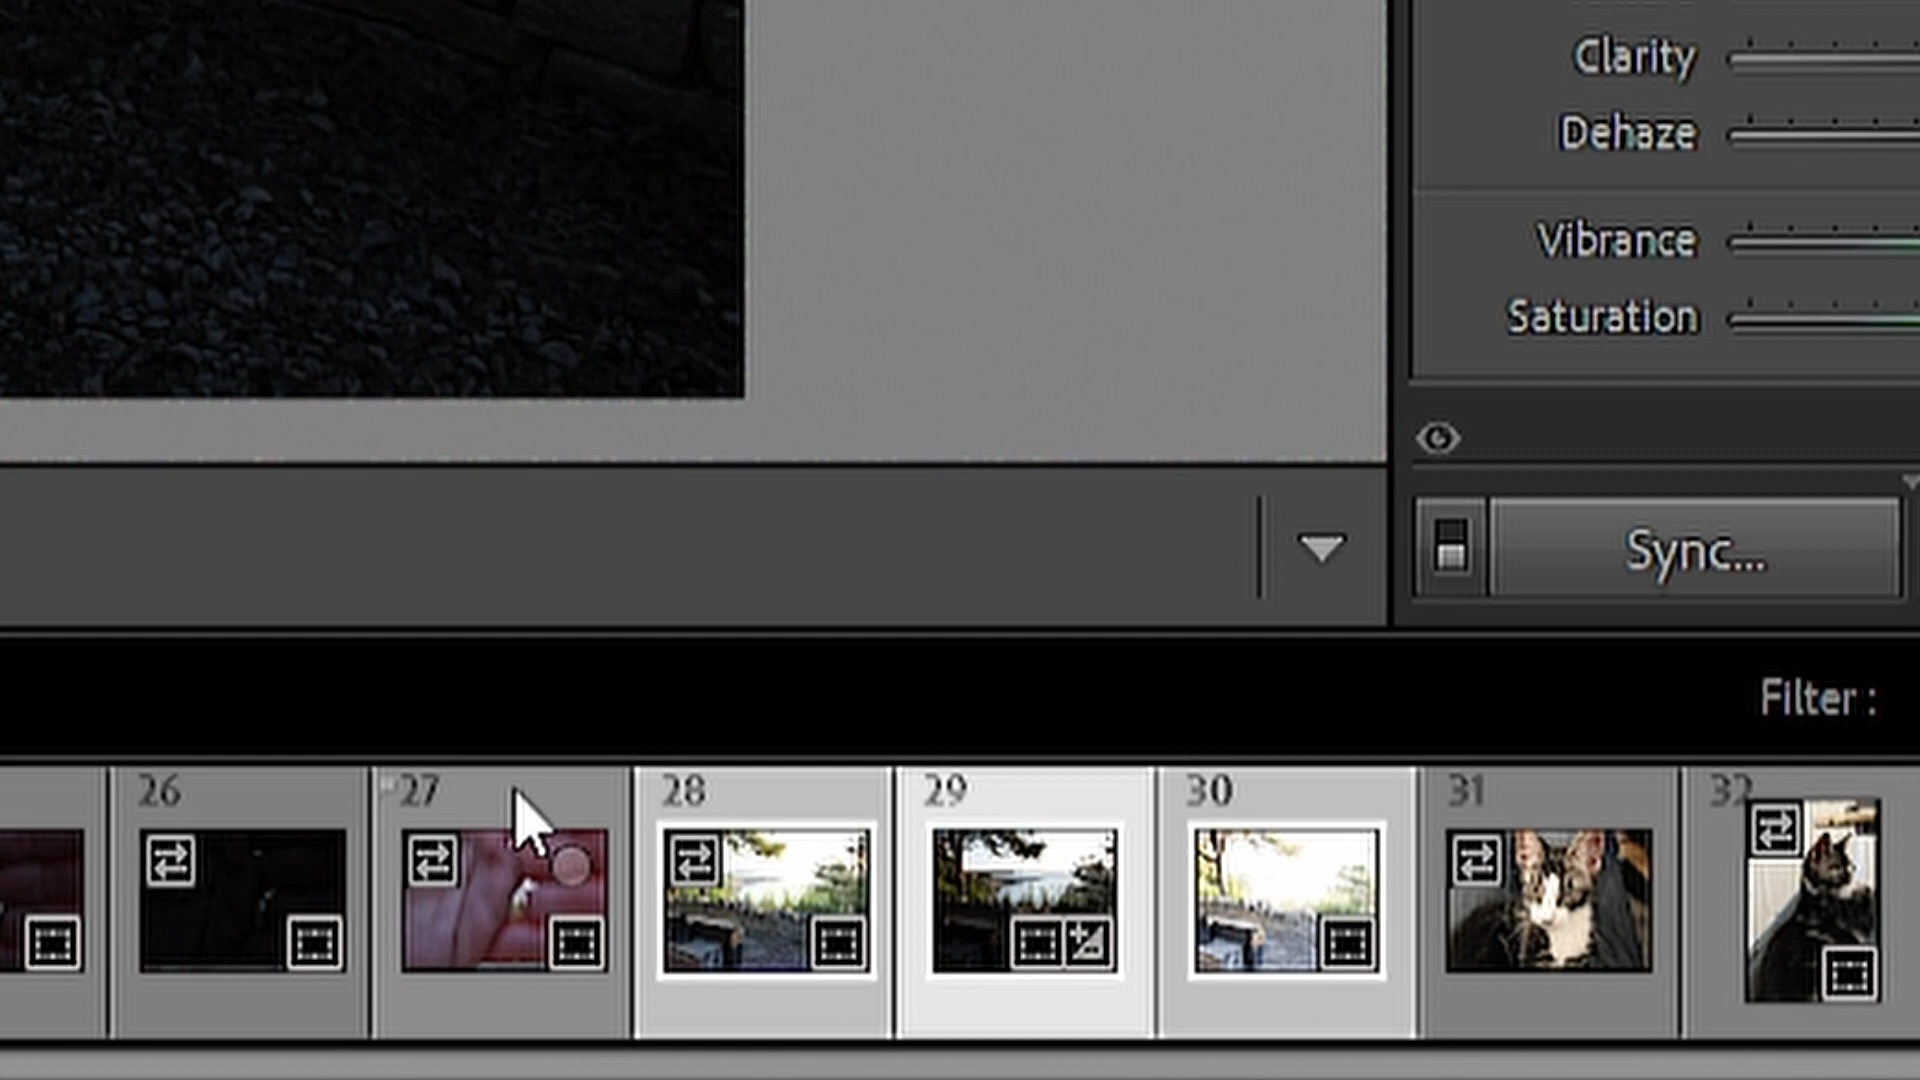 Clarity
Dehaze
Vibrance
Saturation
Sync...
Filter :
26 27 28 29 30 31 32